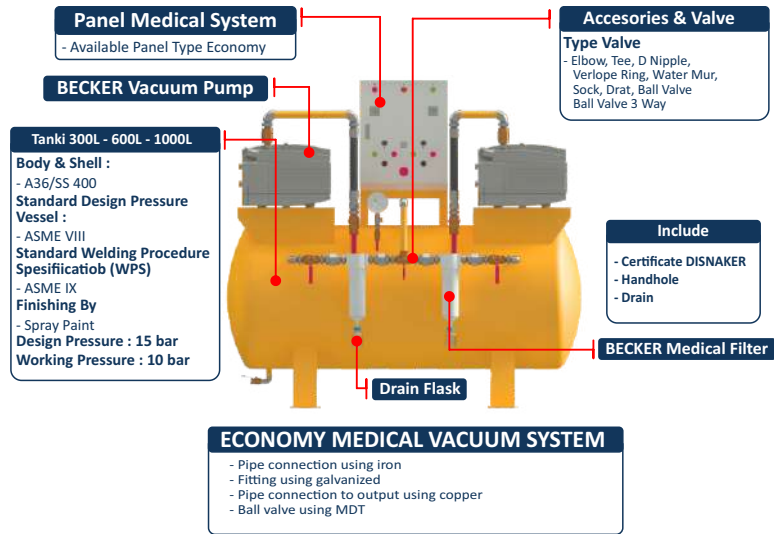 Panel Medical System
- Available Panel Type Economy
BECKER Vacuum Pump
Tanki 300L - 600L - 1000L
Body & Shell :
- A36/SS 400
Standard Design Pressure
Vessel :
- ASME VIII
Standard Welding Procedure
Spesifiicatiob (WPS)
- ASME IX
Finishing By
- Spray Paint
Design Pressure : 15 bar
Working Pressure : 10 bar
Accesories & Valve
Type Valve
- Elbow, Tee, D Nipple,
Verlope Ring, Water Mur,
Sock, Drat, Ball Valve
Ball Valve 3 Way
Include
- Certificate DISNAKER
- Handhole
- Drain
BECKER Medical Filter
Drain Flask
ECONOMY MEDICAL VACUUM SYSTEM
- Pipe connection using iron
- Fitting using galvanized
- Pipe connection to output using copper
- Ball valve using MDT